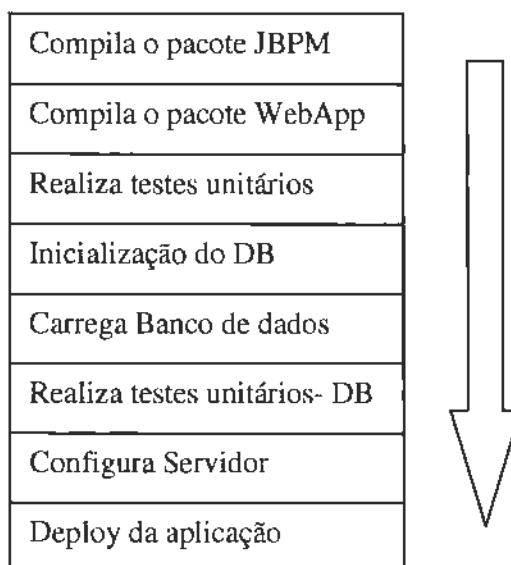 Compila o pacote JBPM
Compila o pacote WebApp
Realiza testes unitários
Inicialização do DB
Carrega Banco de dados
Realiza testes unitários- DB
Configura Servidor
Deploy da aplicação